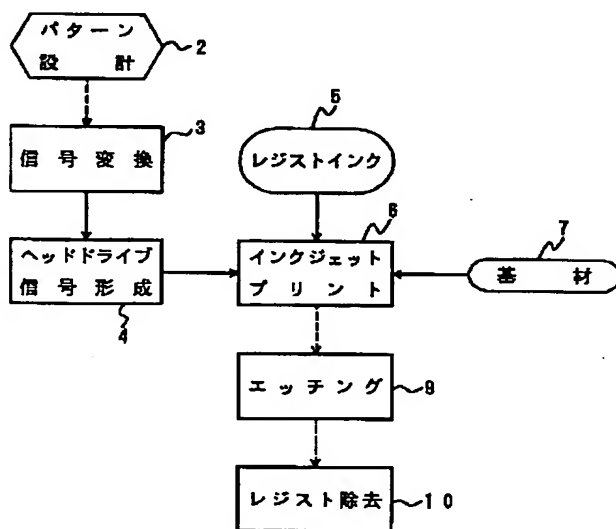 パターン
設計
2
信号変換
3
ヘッドドライブ
信号形成
4
5
レジストインク
6
インクジェット
プリント
7
基材
エッチング
9
レジスト除去
10